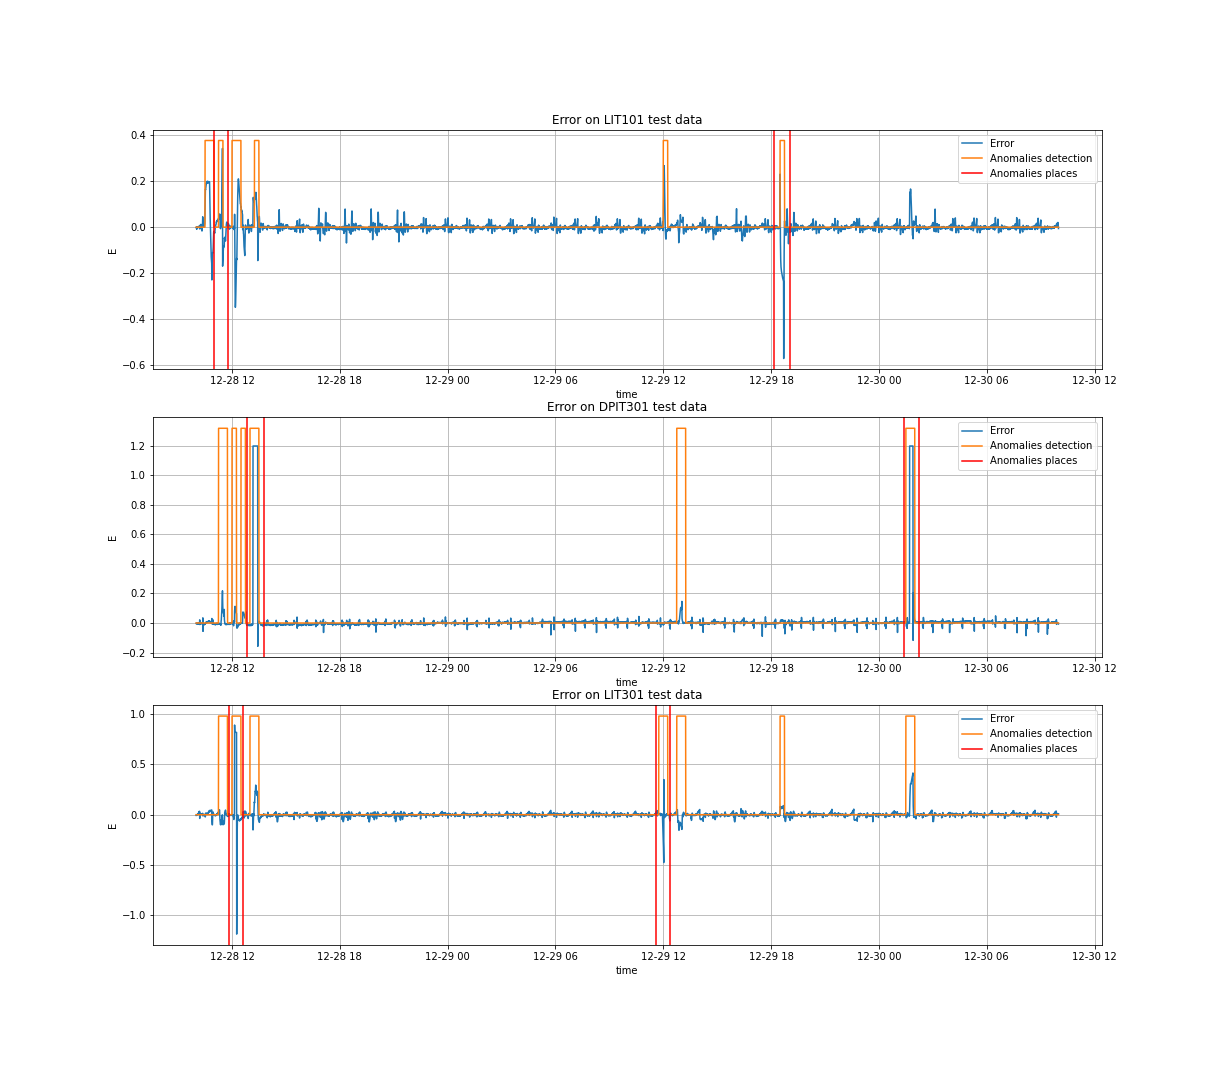 Error on LIT101 test data
0.4
0.2
0.0
−0.2
−0.4
−0.6
E
Error
Anomalies detection
Anomalies places
12-28 12 12-28 18 12-29 00 12-29 06 12-29 12 12-29 18 12-30 00 12-30 06 12-30 12
time
Error on DPIT301 test data
1.2
1.0
0.8
0.6
0.4
0.2
0.0
−0.2
E
Error
Anomalies detection
Anomalies places
12-28 12 12-28 18 12-29 00 12-29 06 12-29 12 12-29 18 12-30 00 12-30 06 12-30 12
time
Error on LIT301 test data
1.0
0.5
0.0
−0.5
−1.0
E
Error
Anomalies detection
Anomalies places
12-28 12 12-28 18 12-29 00 12-29 06 12-29 12 12-29 18 12-30 00 12-30 06 12-30 12
time